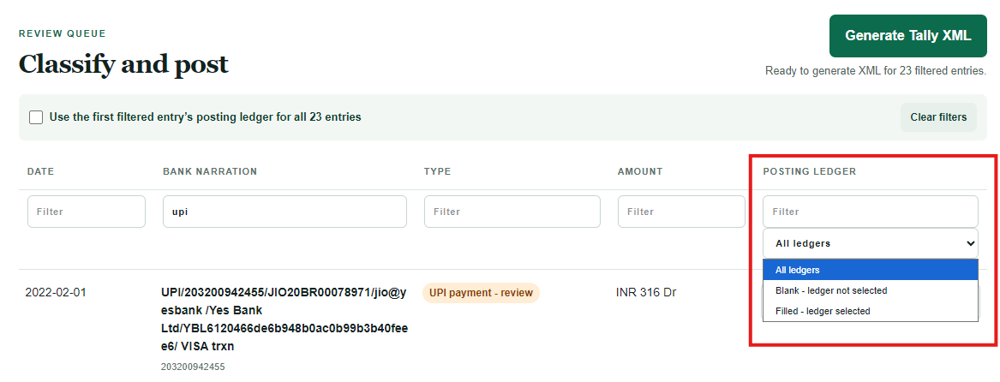 REVIEW QUEUE
Generate Tally XML
Classify and post
Ready to generate XML for 23 filtered entries.
Use the first filtered entry’s posting ledger for all 23 entries
Clear filters
DATE
BANK NARRATION
TYPE
AMOUNT
POSTING LEDGER
Filter
upi
Filter
Filter
Filter
All ledgers
All ledgers
Blank - ledger not selected
Filled - ledger selected
2022-02-01
UPI/203200942455/JIO20BR00078971/jio@y
esbank /Yes Bank
Ltd/YBL6120466de6b948b0ac0b99b3b40fee
e6/ VISA trxn
203200942455
UPI payment - review
INR 316 Dr